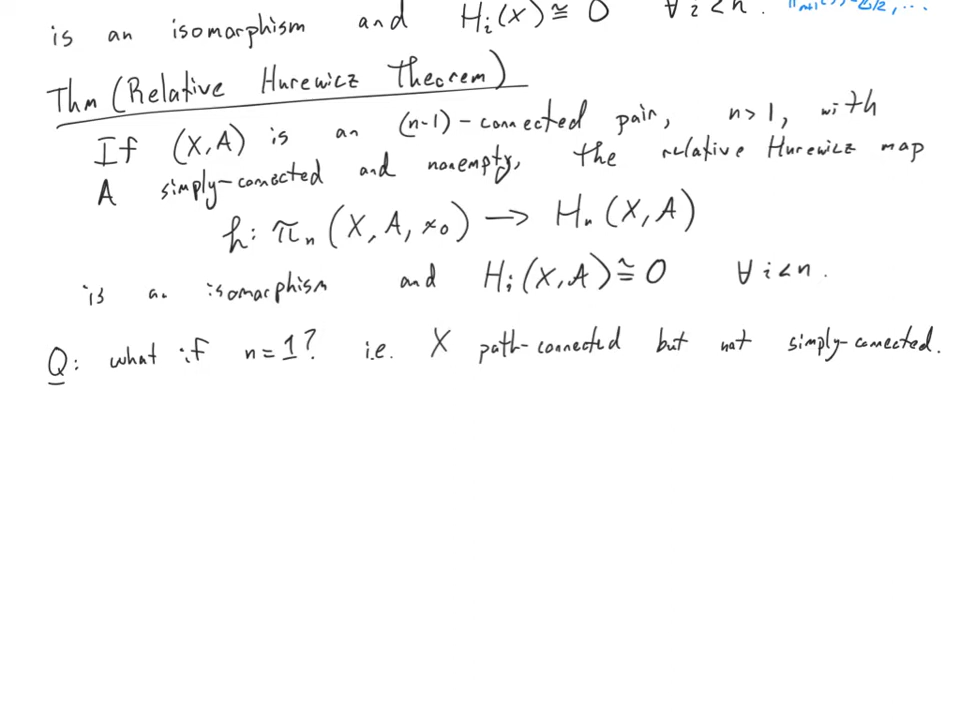 is an isomorphism and Hᵢ(X) ≅ 0 ∀ i < n.
Thm (Relative Hurewicz Theorem)
If (X, A) is an (n-1)-connected pair, n > 1, with
A simply-connected and nonempty, the relative Hurewicz map
h: πₙ(X, A, x₀) → Hₙ(X, A)
is an isomorphism and Hᵢ(X, A) ≅ 0 ∀ i < n.
Q: what if n = 1? i.e. X path-connected but not simply-connected.